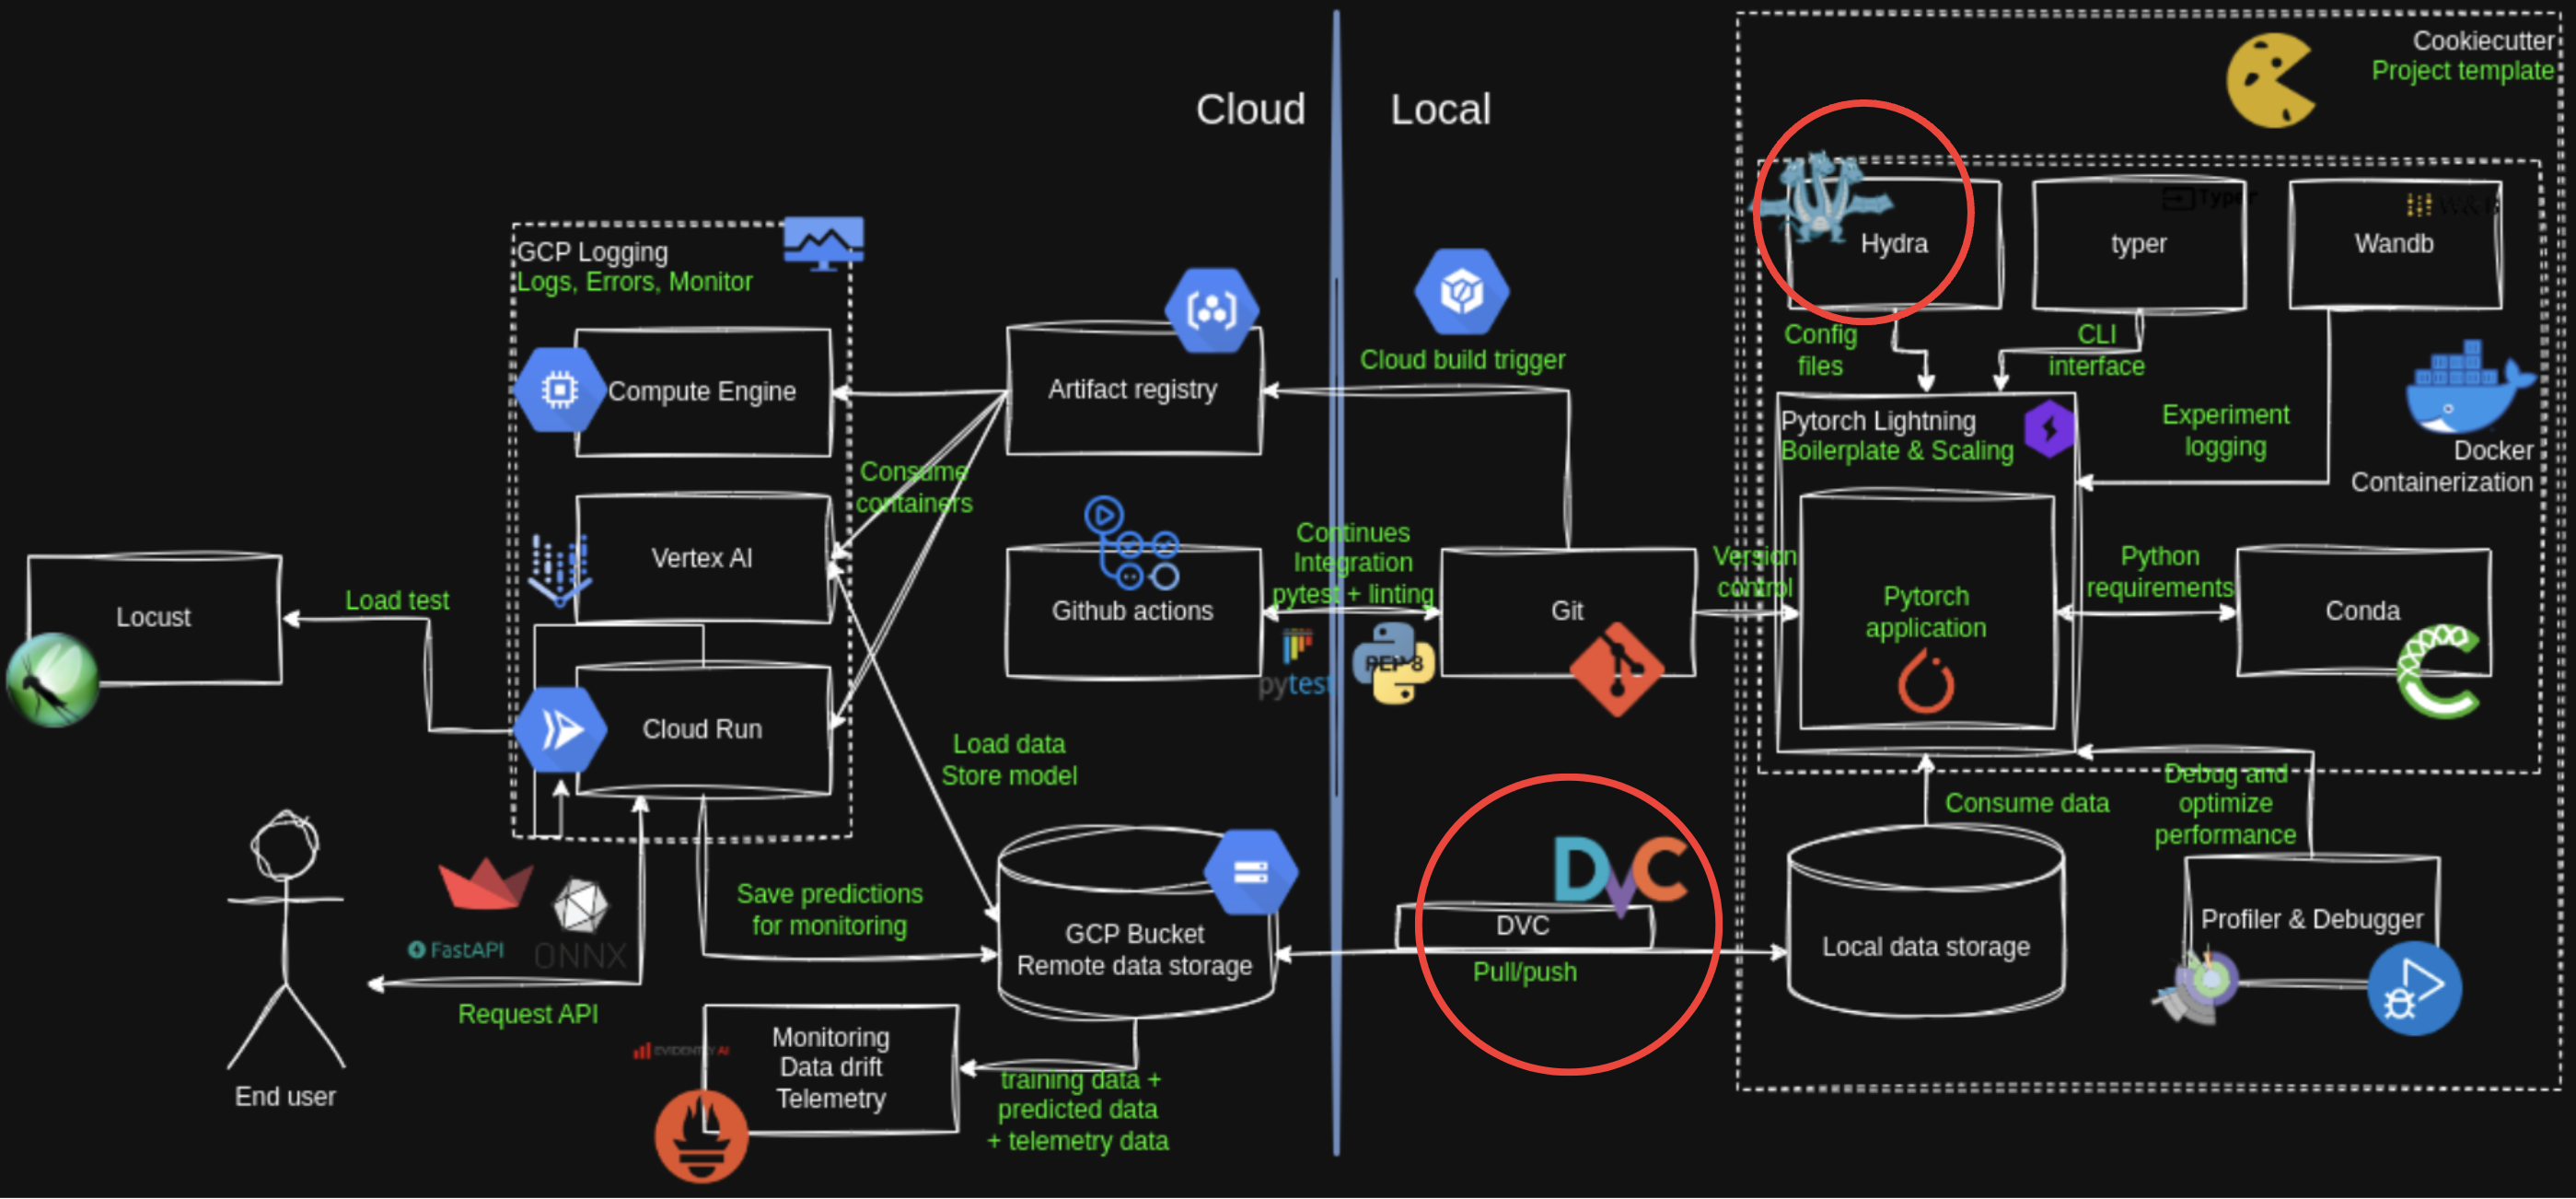 Cookiecutter
Project template
Cloud
Local
Hydra
Typer
typer
Wandb
GCP Logging
Logs, Errors, Monitor
Config
files
CLI
interface
Cloud build trigger
Compute Engine
Artifact registry
Pytorch Lightning
Boilerplate & Scaling
Experiment
logging
Docker
Containerization
Consume
containers
Vertex AI
Continues
Integration
pytest + linting
Version
control
Python
requirements
Locust
Load test
Github actions
Git
Pytorch
application
Conda
pytest
PEP 8
Cloud Run
Load data
Store model
Debug and
optimize
performance
Consume data
DVC
DVC
Pull/push
Save predictions
for monitoring
GCP Bucket
Remote data storage
Local data storage
Profiler & Debugger
FastAPI
ONNX
Request API
End user
EVIDENTLY AI
Monitoring
Data drift
Telemetry
training data +
predicted data
+ telemetry data